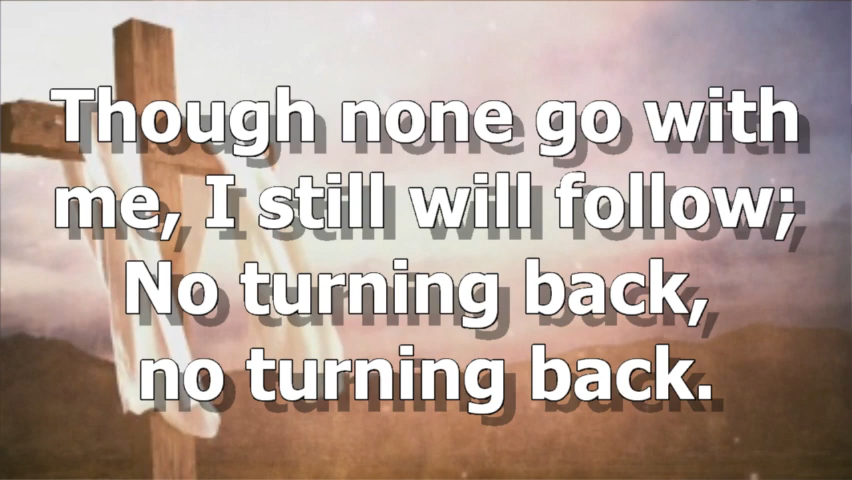 Though none go with
me, I still will follow;
No turning back,
no turning back.